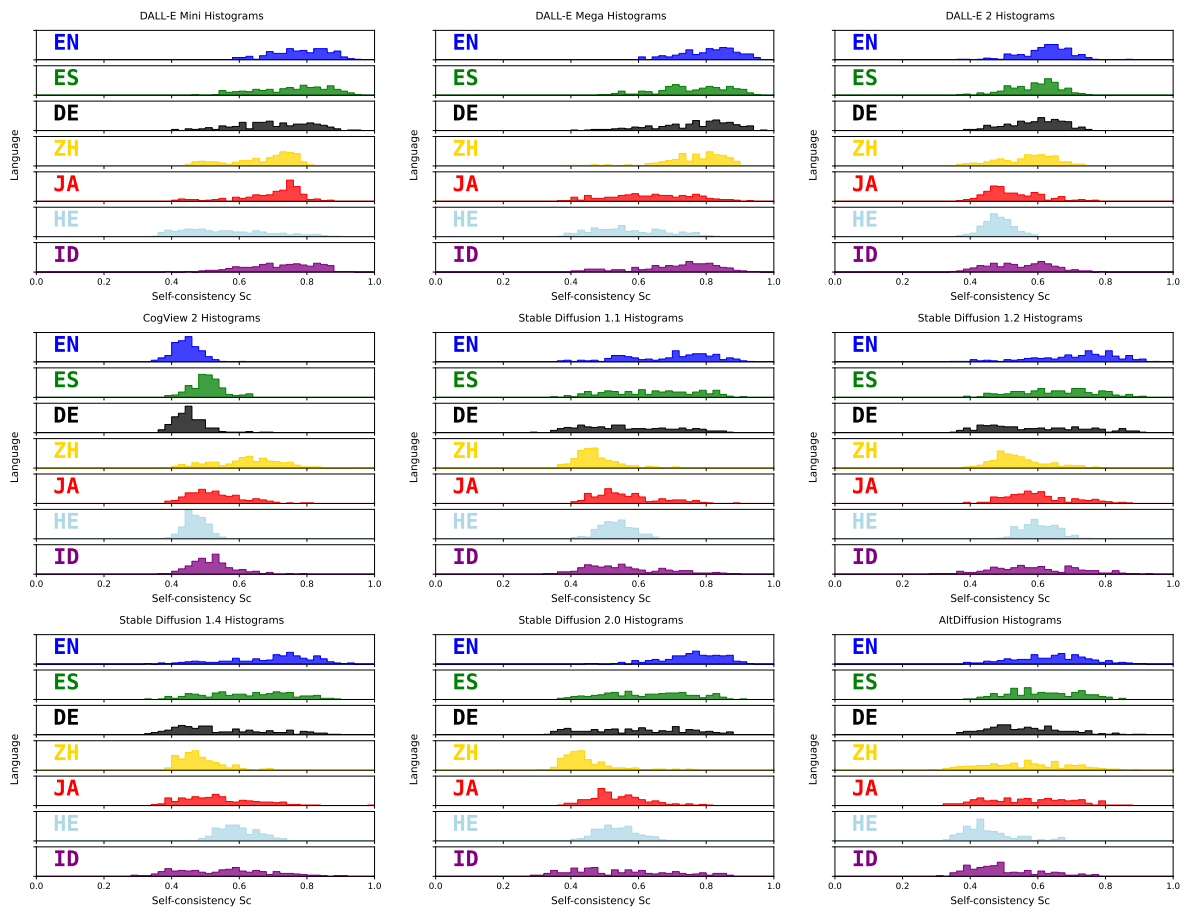 DALL-E Mini Histograms
Language
EN
ES
DE
ZH
JA
HE
ID
0.0 0.2 0.4 0.6 0.8 1.0
Self-consistency Sc
DALL-E Mega Histograms
Language
EN
ES
DE
ZH
JA
HE
ID
0.0 0.2 0.4 0.6 0.8 1.0
Self-consistency Sc
DALL-E 2 Histograms
Language
EN
ES
DE
ZH
JA
HE
ID
0.0 0.2 0.4 0.6 0.8 1.0
Self-consistency Sc
CogView 2 Histograms
Language
EN
ES
DE
ZH
JA
HE
ID
0.0 0.2 0.4 0.6 0.8 1.0
Self-consistency Sc
Stable Diffusion 1.1 Histograms
Language
EN
ES
DE
ZH
JA
HE
ID
0.0 0.2 0.4 0.6 0.8 1.0
Self-consistency Sc
Stable Diffusion 1.2 Histograms
Language
EN
ES
DE
ZH
JA
HE
ID
0.0 0.2 0.4 0.6 0.8 1.0
Self-consistency Sc
Stable Diffusion 1.4 Histograms
Language
EN
ES
DE
ZH
JA
HE
ID
0.0 0.2 0.4 0.6 0.8 1.0
Self-consistency Sc
Stable Diffusion 2.0 Histograms
Language
EN
ES
DE
ZH
JA
HE
ID
0.0 0.2 0.4 0.6 0.8 1.0
Self-consistency Sc
AltDiffusion Histograms
Language
EN
ES
DE
ZH
JA
HE
ID
0.0 0.2 0.4 0.6 0.8 1.0
Self-consistency Sc